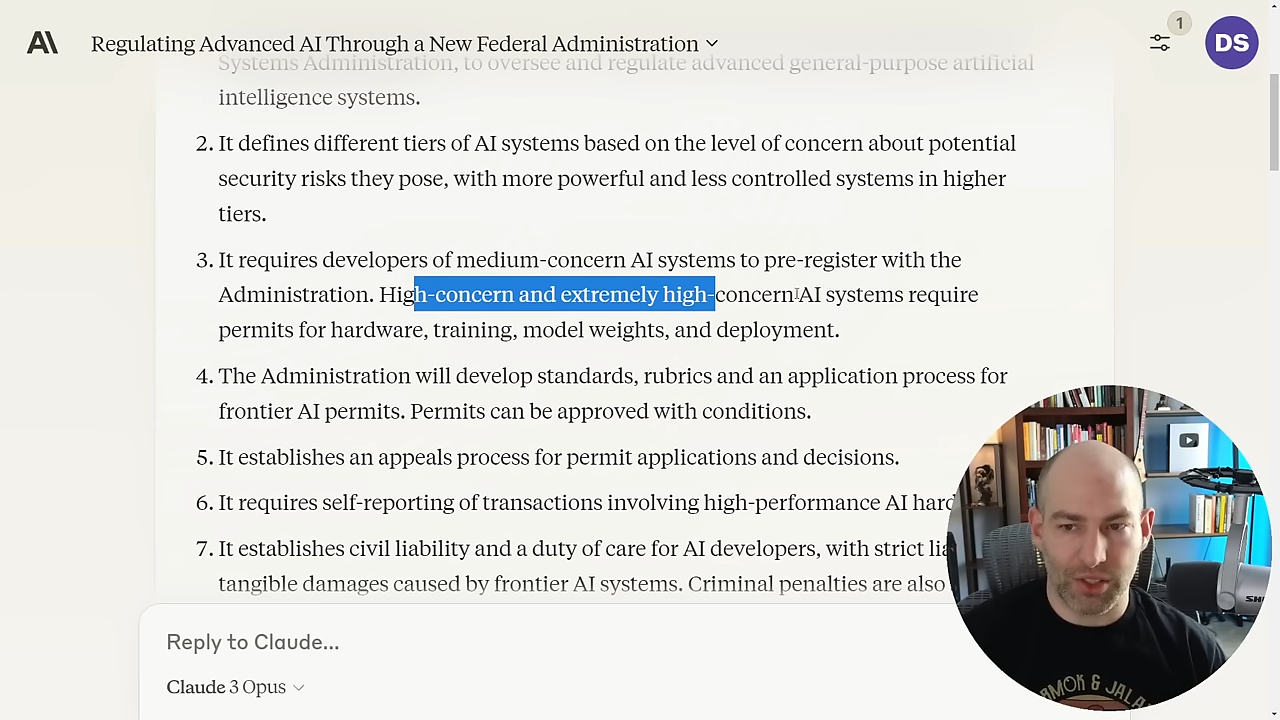 Regulating Advanced AI Through a New Federal Administration
1
DS
Systems Administration, to oversee and regulate advanced general-purpose artificial
intelligence systems.
2. It defines different tiers of AI systems based on the level of concern about potential
security risks they pose, with more powerful and less controlled systems in higher
tiers.
3. It requires developers of medium-concern AI systems to pre-register with the
Administration. High-concern and extremely high-concern AI systems require
permits for hardware, training, model weights, and deployment.
4. The Administration will develop standards, rubrics and an application process for
frontier AI permits. Permits can be approved with conditions.
5. It establishes an appeals process for permit applications and decisions.
6. It requires self-reporting of transactions involving high-performance AI
7. It establishes civil liability and a duty of care for AI developers, with strict
tangible damages caused by frontier AI systems. Criminal penalties are also
Reply to Claude...
Claude 3 Opus